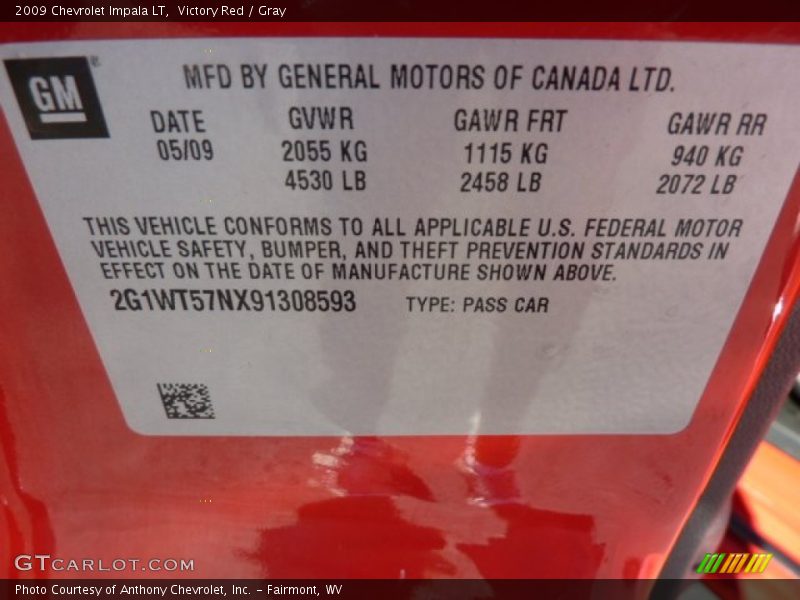 2009 Chevrolet Impala LT,  Victory Red / Gray
GM
MFD BY GENERAL MOTORS OF CANADA LTD.
DATE GVWR GAWR FRT GAWR RR
05/09 2055 KG 1115 KG 940 KG
4530 LB 2458 LB 2072 LB
THIS VEHICLE CONFORMS TO ALL APPLICABLE U.S. FEDERAL MOTOR
VEHICLE SAFETY, BUMPER, AND THEFT PREVENTION STANDARDS IN
EFFECT ON THE DATE OF MANUFACTURE SHOWN ABOVE.
2G1WT57NX91308593 TYPE: PASS CAR
GTCARLOT.COM
Photo Courtesy of Anthony Chevrolet, Inc. – Fairmont, WV